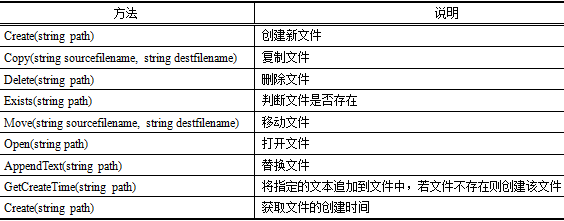 方法 说明
Create(string path) 创建新文件
Copy(string sourcefilename, string destfilename) 复制文件
Delete(string path) 删除文件
Exists(string path) 判断文件是否存在
Move(string sourcefilename, string destfilename) 移动文件
Open(string path) 打开文件
AppendText(string path) 替换文件
GetCreateTime(string path) 将指定的文本追加到文件中，若文件不存在则创建该文件
Create(string path) 获取文件的创建时间